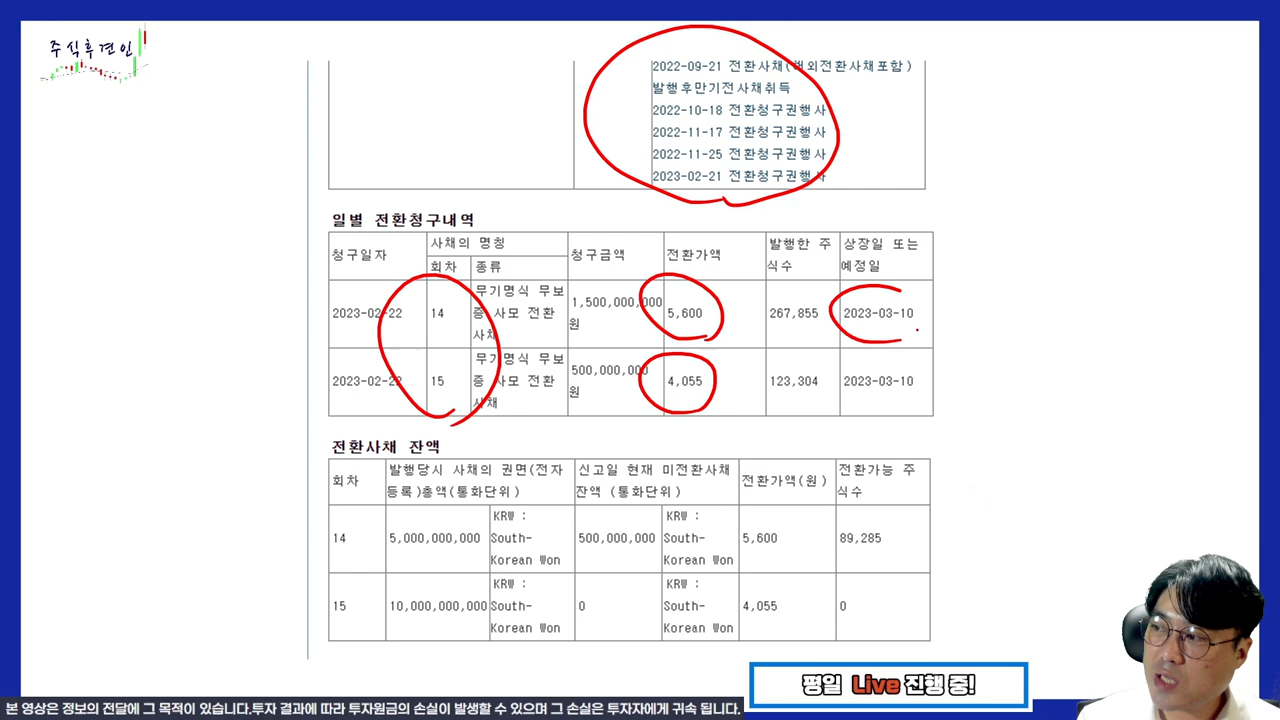 주식후견인
2022-09-21 전환사채(해외전환사채포함)
발행후만기전사채취득
2022-10-18 전환청구권행사
2022-11-17 전환청구권행사
2022-11-25 전환청구권행사
2023-02-21 전환청구권행사
일별 전환청구내역
청구일자 사채의 명칭 청구금액 전환가액 발행한 주식수 상장일 또는 예정일
회차 종류
2023-02-22 14 무기명식 무보증 사모 전환사채 1,500,000,000원 5,600 267,855 2023-03-10
2023-02-22 15 무기명식 무보증 사모 전환사채 500,000,000원 4,055 123,304 2023-03-10
전환사채 잔액
회차 발행당시 사채의 권면(전자등록)총액(통화단위) 신고일 현재 미전환사채 잔액 (통화단위) 전환가액(원) 전환가능 주식수
14 5,000,000,000 KRW : South-Korean Won 500,000,000 KRW : South-Korean Won 5,600 89,285
15 10,000,000,000 KRW : South-Korean Won 0 KRW : South-Korean Won 4,055 0
평일 Live 진행 중!
본 영상은 정보의 전달에 그 목적이 있습니다.투자 결과에 따라 투자원금의 손실이 발생할 수 있으며 그 손실은 투자자에게 귀속 됩니다.